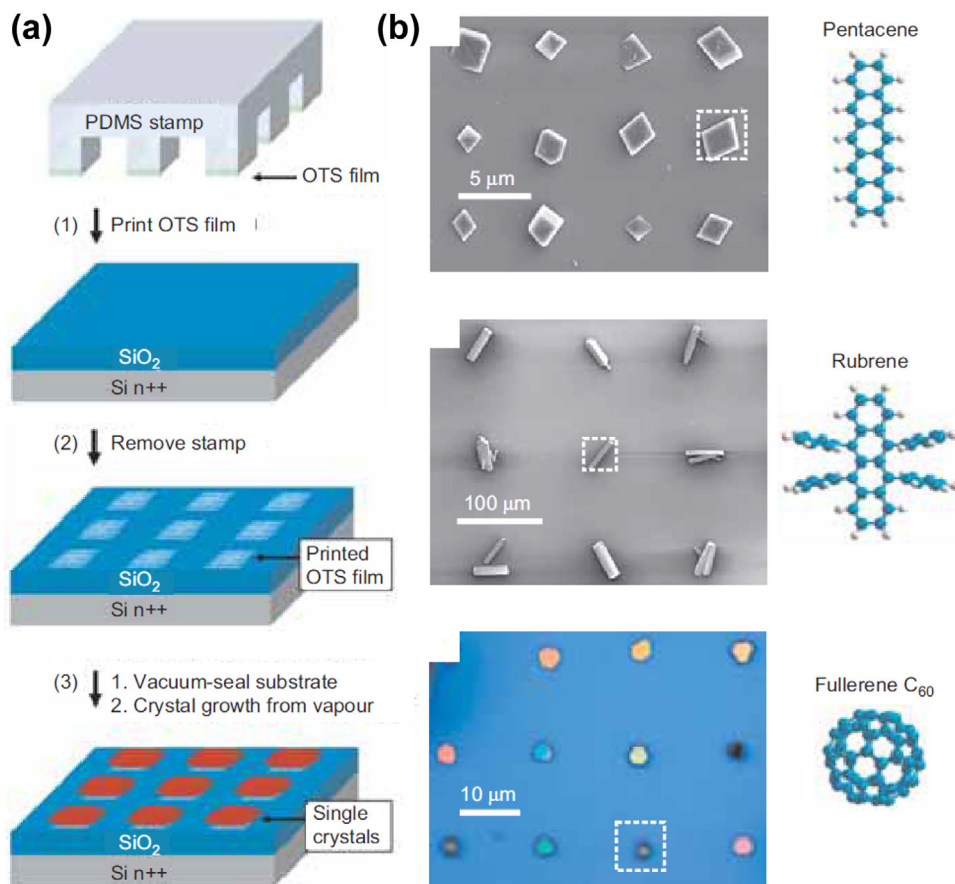 (a)
PDMS stamp
OTS film
(1) Print OTS film
SiO₂
Si n++
(2) Remove stamp
Printed
OTS film
SiO₂
Si n++
(3) 1. Vacuum-seal substrate
2. Crystal growth from vapour
Single
crystals
SiO₂
Si n++
(b)
5 μm
Pentacene
100 μm
Rubrene
10 μm
Fullerene C₆₀